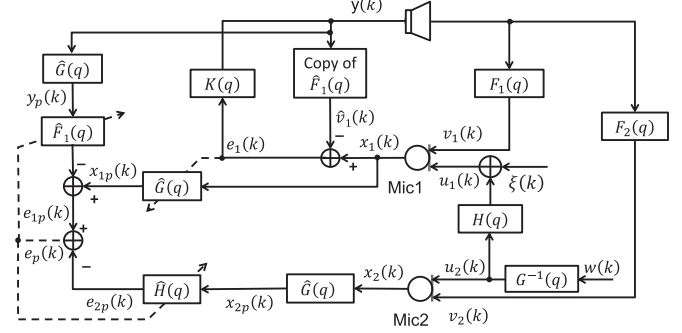 y(k)
Ĝ(q)
K(q)
Copy of
F̂₁(q)
F₁(q)
yₚ(k)
F̂₁(q)
v̂₁(k)
F₂(q)
−
e₁(k)
−
x₁(k)
v₁(k)
−
x₁ₚ(k)
+
Mic1
u₁(k)
ξ(k)
+
Ĝ(q)
e₁ₚ(k)
H(q)
+
eₚ(k)
−
x₂(k)
u₂(k)
G⁻¹(q)
w(k)
Ĥ(q)
Ĝ(q)
e₂ₚ(k)
x₂ₚ(k)
Mic2
v₂(k)